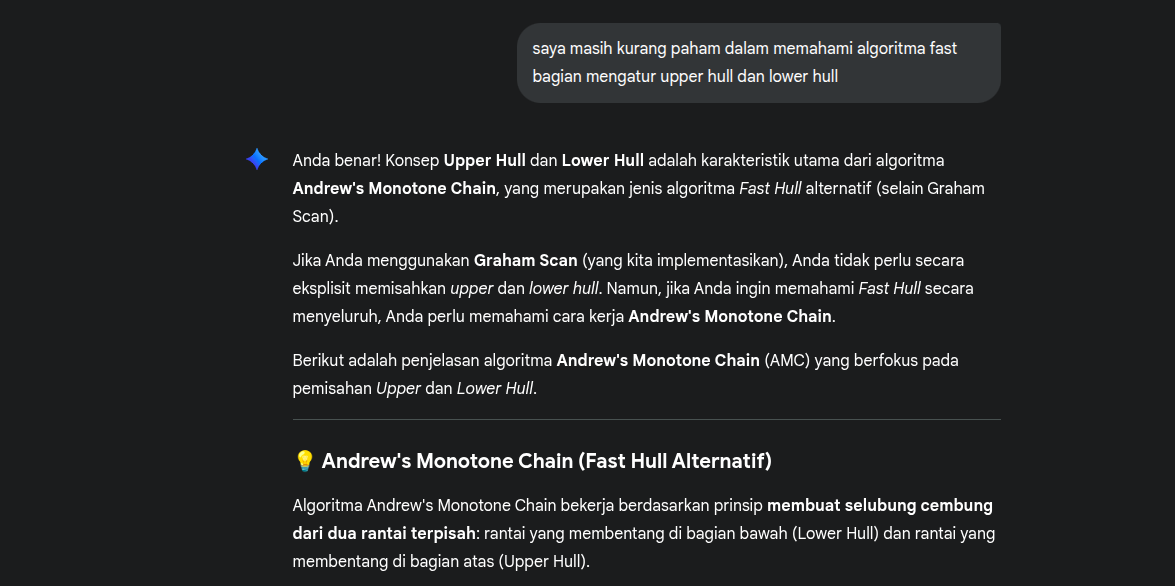 saya masih kurang paham dalam memahami algoritma fast
bagian mengatur upper hull dan lower hull
Anda benar! Konsep Upper Hull dan Lower Hull adalah karakteristik utama dari algoritma
Andrew's Monotone Chain, yang merupakan jenis algoritma Fast Hull alternatif (selain Graham
Scan).
Jika Anda menggunakan Graham Scan (yang kita implementasikan), Anda tidak perlu secara
eksplisit memisahkan upper dan lower hull. Namun, jika Anda ingin memahami Fast Hull secara
menyeluruh, Anda perlu memahami cara kerja Andrew's Monotone Chain.
Berikut adalah penjelasan algoritma Andrew's Monotone Chain (AMC) yang berfokus pada
pemisahan Upper dan Lower Hull.
💡 Andrew's Monotone Chain (Fast Hull Alternatif)
Algoritma Andrew's Monotone Chain bekerja berdasarkan prinsip membuat selubung cembung
dari dua rantai terpisah: rantai yang membentang di bagian bawah (Lower Hull) dan rantai yang
membentang di bagian atas (Upper Hull).